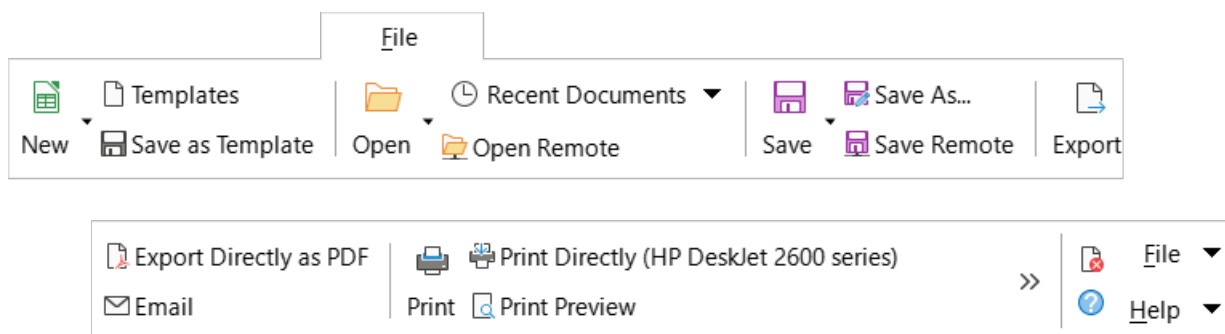 File
Templates Recent Documents Save As...
New Save as Template Open Open Remote Save Save Remote Export
Export Directly as PDF Print Directly (HP DeskJet 2600 series) File
Email Print Print Preview Help